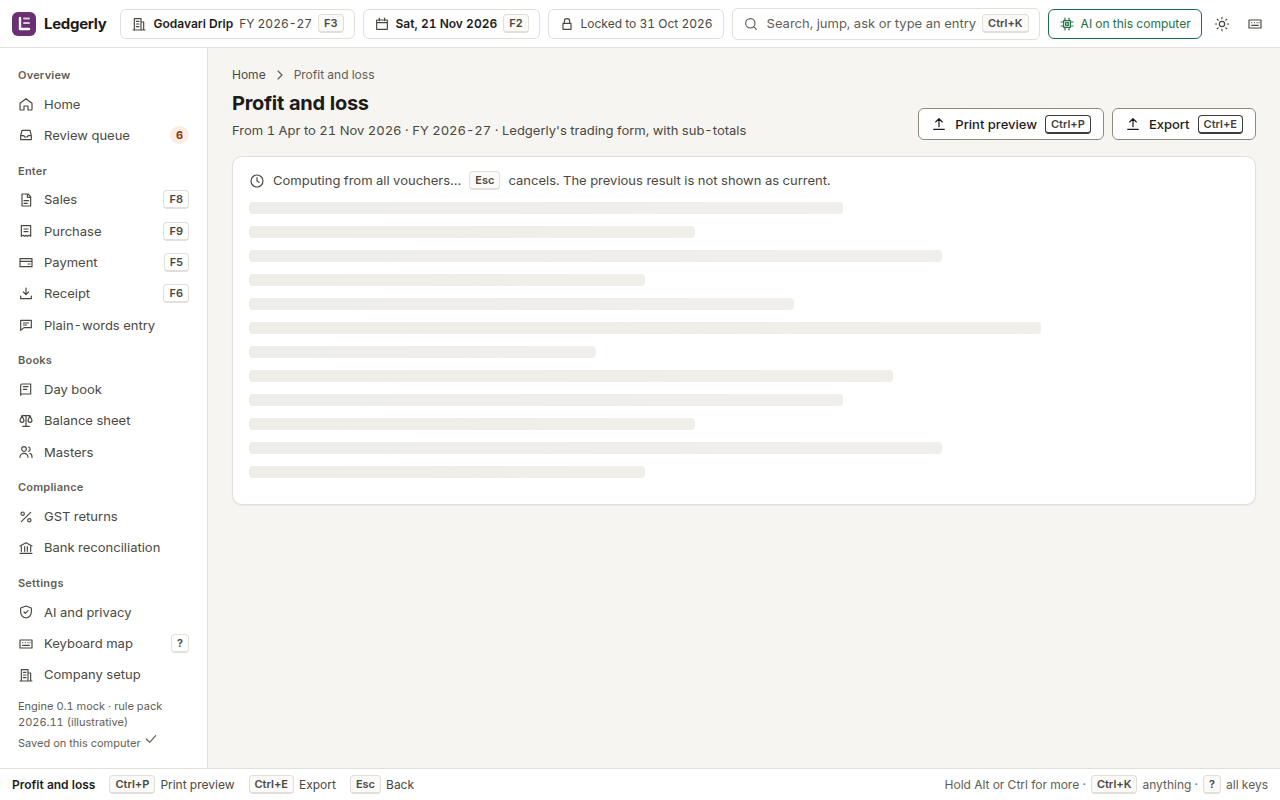 Ledgerly
Godavari Drip FY 2026-27 F3
Sat, 21 Nov 2026 F2
Locked to 31 Oct 2026
Search, jump, ask or type an entry Ctrl+K
AI on this computer
Overview
Home
Review queue 6
Enter
Sales F8
Purchase F9
Payment F5
Receipt F6
Plain-words entry
Books
Day book
Balance sheet
Masters
Compliance
GST returns
Bank reconciliation
Settings
AI and privacy
Keyboard map ?
Company setup
Engine 0.1 mock · rule pack
2026.11 (illustrative)
Saved on this computer
Home > Profit and loss
Profit and loss
From 1 Apr to 21 Nov 2026 · FY 2026-27 · Ledgerly's trading form, with sub-totals
Print preview Ctrl+P
Export Ctrl+E
Computing from all vouchers... Esc cancels. The previous result is not shown as current.
Profit and loss Ctrl+P Print preview Ctrl+E Export Esc Back
Hold Alt or Ctrl for more · Ctrl+K anything · ? all keys